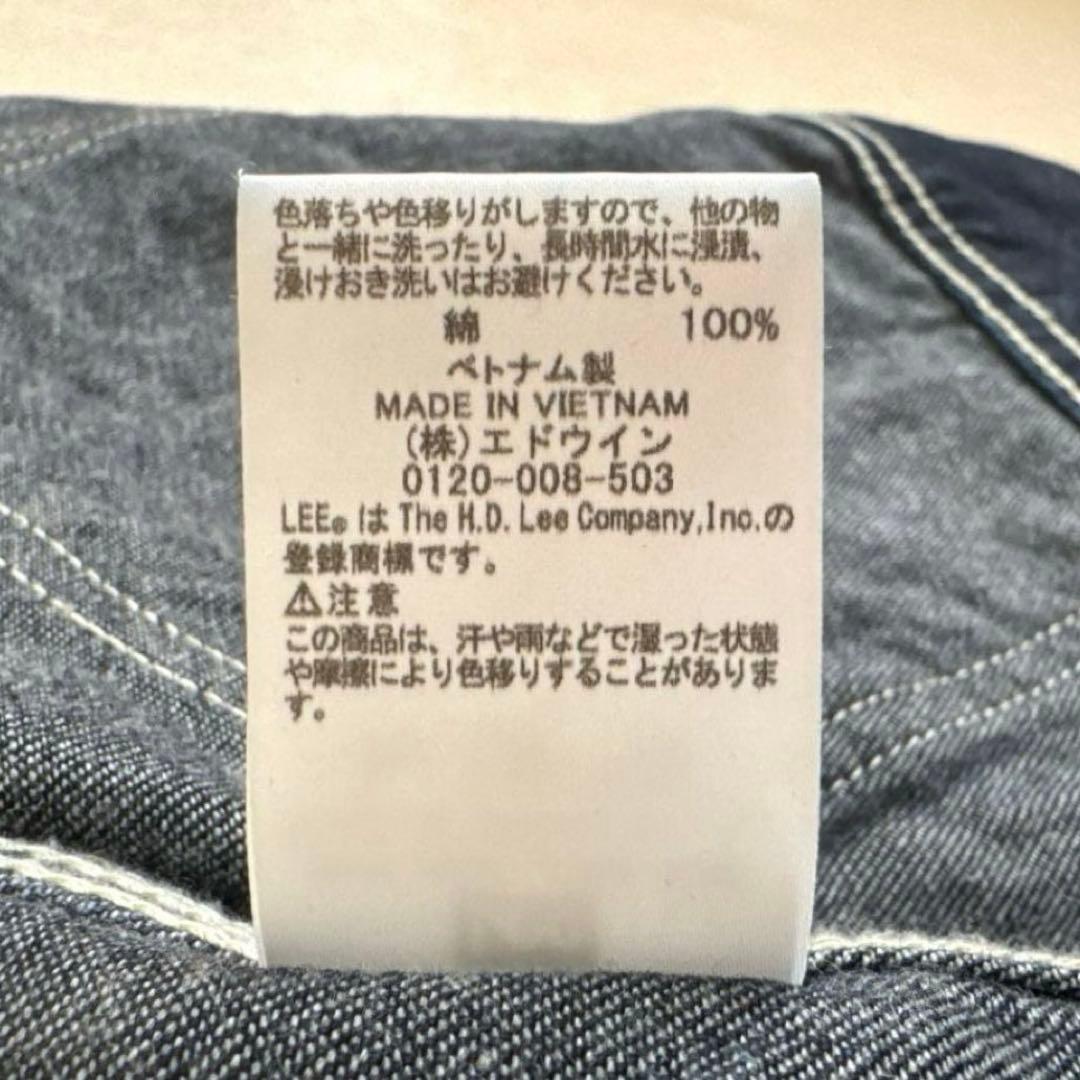 色落ちや色移りがしますので、他の物
と一緒に洗ったり、長時間水に浸漬、
浸けおき洗いはお避けください。
綿 100%
ベトナム製
MADE IN VIETNAM
(株)エドウイン
0120-008-503
LEE® は The H.D. Lee Company,Inc.の
登録商標です。
⚠注意
この商品は、汗や雨などで湿った状態
や摩擦により色移りすることがありま
す。